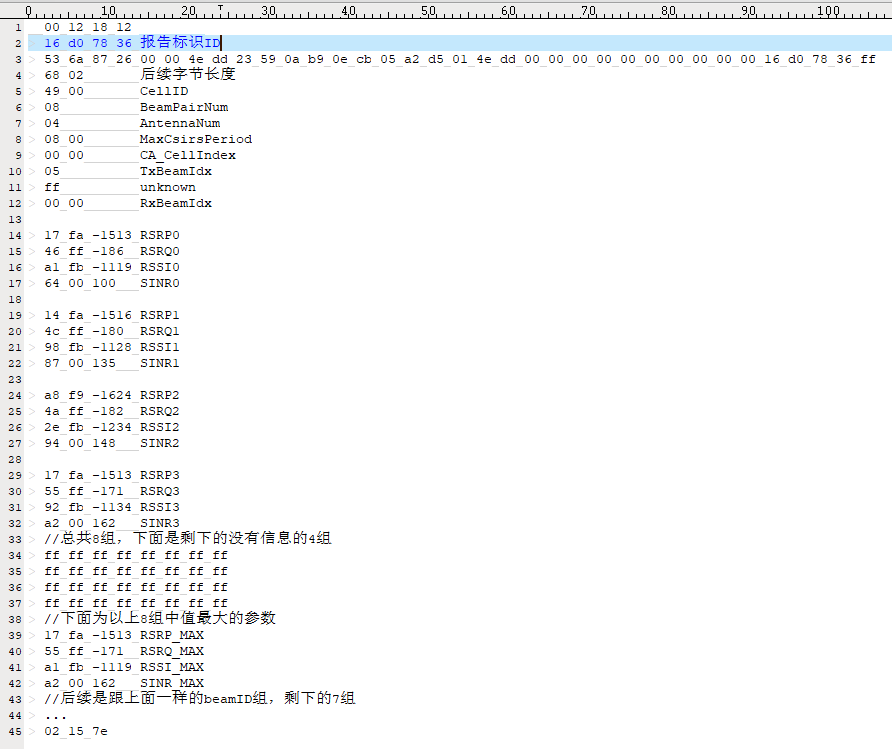 0 10 20 30 40 50 60 70 80 90 100
1 00 12 18 12
2 16 d0 78 36 报告标识ID
3 53 6a 87 26 00 00 4e dd 23 59 0a b9 0e cb 05 a2 d5 01 4e dd 00 00 00 00 00 00 00 00 00 00 16 d0 78 36 ff
4 68 02 后续字节长度
5 49 00 CellID
6 08 BeamPairNum
7 04 AntennaNum
8 08 00 MaxCsirsPeriod
9 00 00 CA_CellIndex
10 05 TxBeamIdx
11 ff unknown
12 00 00 RxBeamIdx
13
14 17 fa -1513 RSRP0
15 46 ff -186 RSRQ0
16 a1 fb -1119 RSSI0
17 64 00 100 SINR0
18
19 14 fa -1516 RSRP1
20 4c ff -180 RSRQ1
21 98 fb -1128 RSSI1
22 87 00 135 SINR1
23
24 a8 f9 -1624 RSRP2
25 4a ff -182 RSRQ2
26 2e fb -1234 RSSI2
27 94 00 148 SINR2
28
29 17 fa -1513 RSRP3
30 55 ff -171 RSRQ3
31 92 fb -1134 RSSI3
32 a2 00 162 SINR3
33 //总共8组，下面是剩下的没有信息的4组
34 ff ff ff ff ff ff ff ff
35 ff ff ff ff ff ff ff ff
36 ff ff ff ff ff ff ff ff
37 ff ff ff ff ff ff ff ff
38 //下面为以上8组中值最大的参数
39 17 fa -1513 RSRP_MAX
40 55 ff -171 RSRQ_MAX
41 a1 fb -1119 RSSI_MAX
42 a2 00 162 SINR_MAX
43 //后续是跟上面一样的beamID组，剩下的7组
44 ...
45 02 15 7e